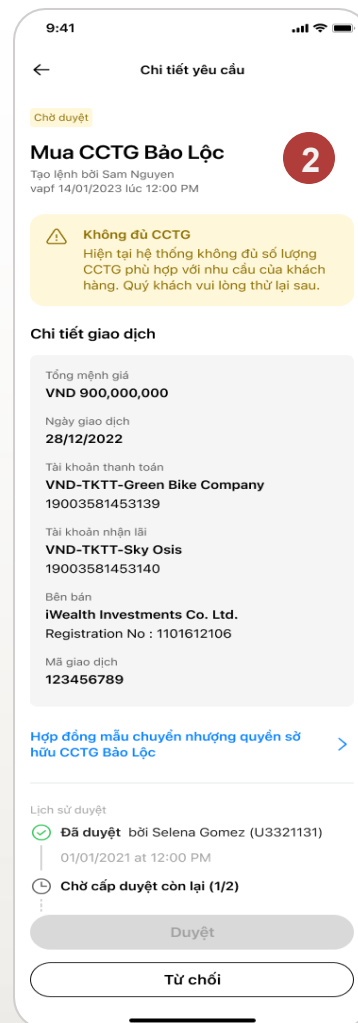 9:41
Chi tiết yêu cầu
Chờ duyệt
Mua CCTG Bảo Lộc
2
Tạo lệnh bởi Sam Nguyen
vapf 14/01/2023 lúc 12:00 PM
Không đủ CCTG
Hiện tại hệ thống không đủ số lượng
CCTG phù hợp với nhu cầu của khách
hàng. Quý khách vui lòng thử lại sau.
Chi tiết giao dịch
Tổng mệnh giá
VND 900,000,000
Ngày giao dịch
28/12/2022
Tài khoản thanh toán
VND-TKTT-Green Bike Company
19003581453139
Tài khoản nhận lãi
VND-TKTT-Sky Osis
19003581453140
Bên bán
iWealth Investments Co. Ltd.
Registration No : 1101612106
Mã giao dịch
123456789
Hợp đồng mẫu chuyển nhượng quyền sở
hữu CCTG Bảo Lộc
Lịch sử duyệt
Đã duyệt bởi Selena Gomez (U3321131)
01/01/2021 at 12:00 PM
Chờ cấp duyệt còn lại (1/2)
Duyệt
Từ chối